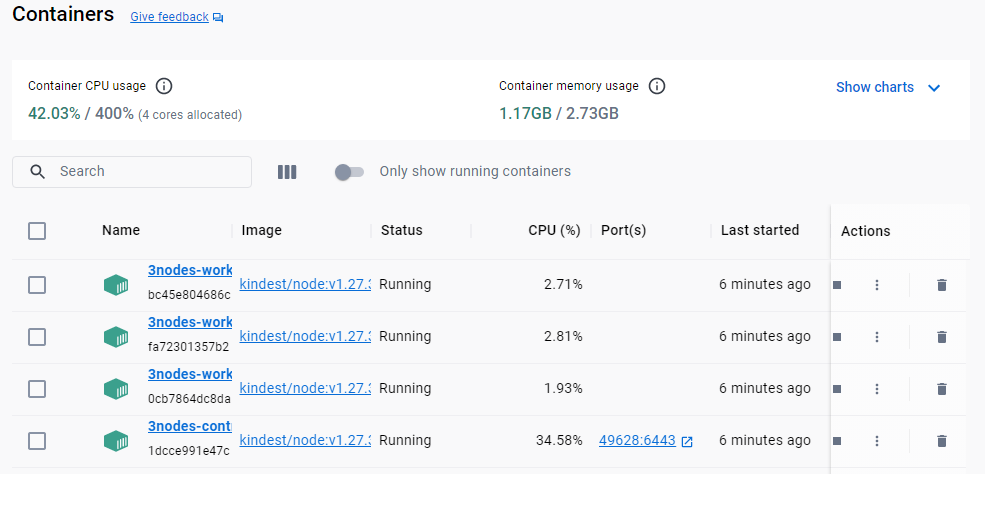 Containers Give feedback
Container CPU usage
42.03% / 400% (4 cores allocated)
Container memory usage
1.17GB / 2.73GB
Show charts
Search
Only show running containers
Name Image Status CPU (%) Port(s) Last started Actions
3nodes-work
bc45e804686c
kindest/node:v1.27.3 Running 2.71% 6 minutes ago
3nodes-work
fa72301357b2
kindest/node:v1.27.3 Running 2.81% 6 minutes ago
3nodes-work
0cb7864dc8da
kindest/node:v1.27.3 Running 1.93% 6 minutes ago
3nodes-cont
1dcce991e47c
kindest/node:v1.27.3 Running 34.58% 49628:6443 6 minutes ago